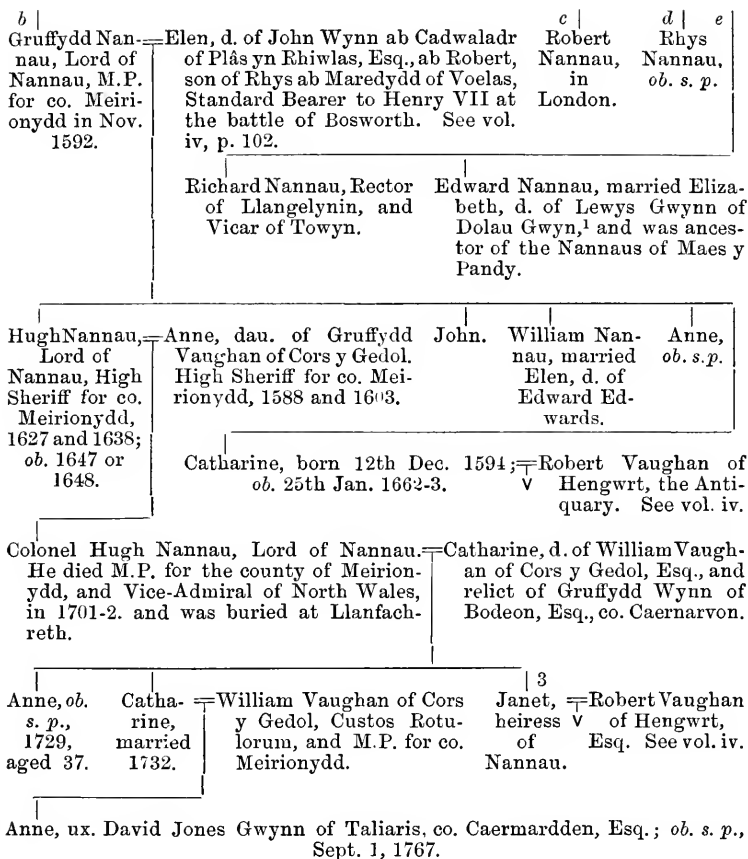 b
Gruffydd Nan-
nau, Lord of
Nannau, M.P.
for co. Meiri-
onydd in Nov.
1592.
Elen, d. of John Wynn ab Cadwaladr
of Plâs yn Rhiwlas, Esq., ab Robert,
son of Rhys ab Maredydd of Voelas,
Standard Bearer to Henry VII at
the battle of Bosworth. See vol.
iv, p. 102.
c
Robert
Nannau,
in
London.
d e
Rhys
Nannau,
ob. s. p.
Richard Nannau, Rector
of Llangelynin, and
Vicar of Towyn.
Edward Nannau, married Eliza-
beth, d. of Lewys Gwynn of
Dolau Gwyn,¹ and was ances-
tor of the Nannaus of Maes y
Pandy.
Hugh Nannau,
Lord of
Nannau, High
Sheriff for co.
Meirionydd,
1627 and 1638;
ob. 1647 or
1648.
Anne, dau. of Gruffydd
Vaughan of Cors y Gedol.
High Sheriff for co. Mei-
rionydd, 1588 and 1603.
John.
William Nan-
nau, married
Elen, d. of
Edward Ed-
wards.
Anne,
ob. s.p.
Catharine, born 12th Dec. 1594;
ob. 25th Jan. 1662-3.
Robert Vaughan of
Hengwrt, the Anti-
quary. See vol. iv.
Colonel Hugh Nannau, Lord of Nannau.
He died M.P. for the county of Meirion-
ydd, and Vice-Admiral of North Wales,
in 1701-2. and was buried at Llanfach-
reth.
Catharine, d. of William Vaugh-
an of Cors y Gedol, Esq., and
relict of Gruffydd Wynn of
Bodeon, Esq., co. Caernarvon.
Anne, ob.
s. p.,
1729,
aged 37.
Catha-
rine,
married
1732.
William Vaughan of Cors
y Gedol, Custos Rotu-
lorum, and M.P. for co.
Meirionydd.
3
Janet,
heiress
of
Nannau.
Robert Vaughan
of Hengwrt,
Esq. See vol. iv.
Anne, ux. David Jones Gwynn of Taliaris, co. Caermardden, Esq.; ob. s. p.,
Sept. 1, 1767.